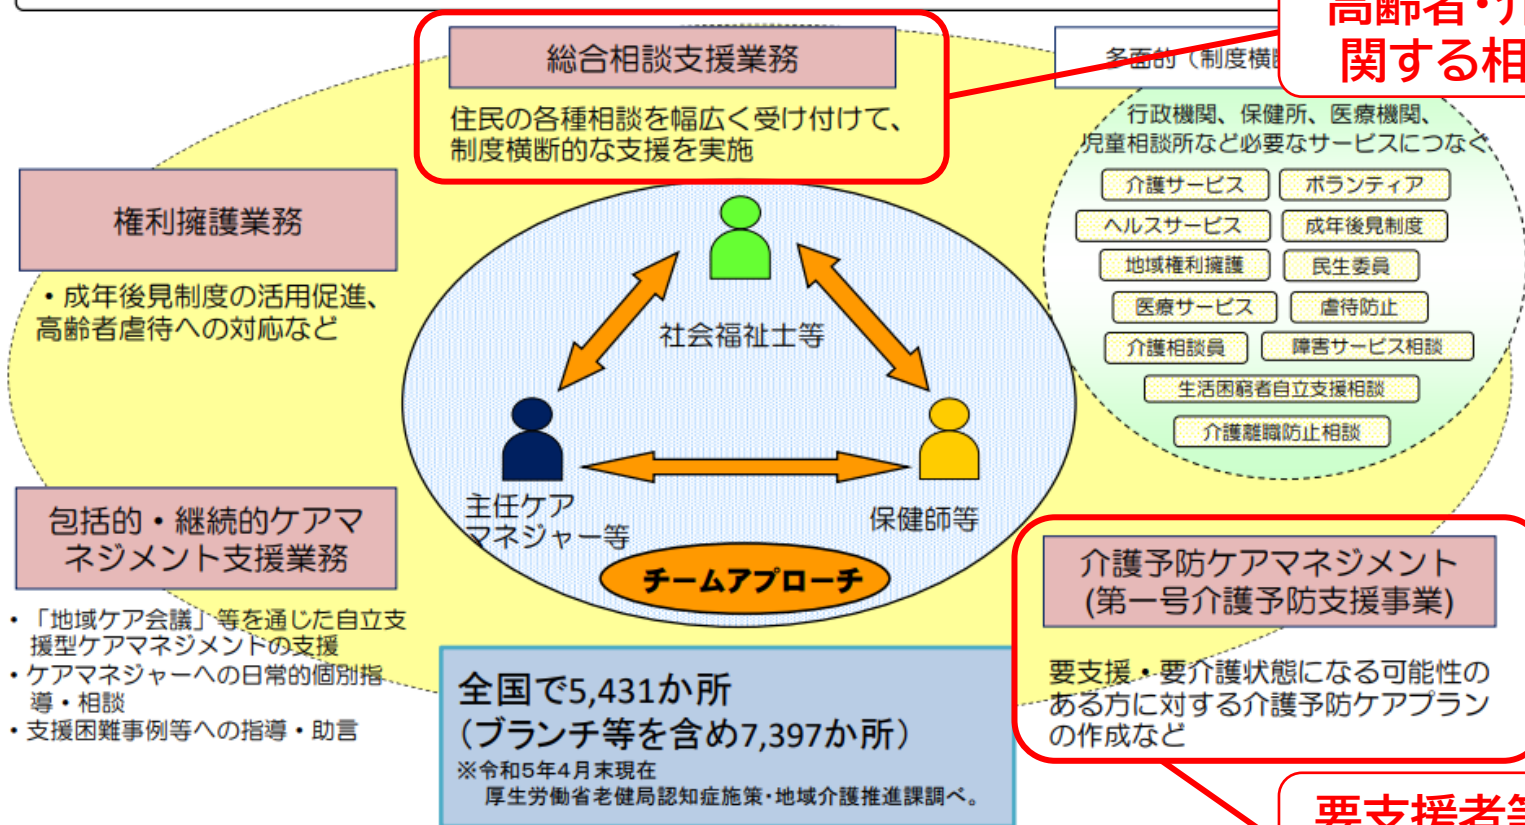 高齢者・介
関する相
総合相談支援業務
住民の各種相談を幅広く受け付けて、
制度横断的な支援を実施
多面的（制度横
行政機関、保健所、医療機関、
児童相談所など必要なサービスにつなぐ
介護サービス
ボランティア
ヘルスサービス
成年後見制度
地域権利擁護
民生委員
医療サービス
虐待防止
介護相談員
障害サービス相談
生活困窮者自立支援相談
介護離職防止相談
権利擁護業務
・成年後見制度の活用促進、
高齢者虐待への対応など
社会福祉士等
主任ケア
マネジャー等
保健師等
チームアプローチ
包括的・継続的ケアマ
ネジメント支援業務
・「地域ケア会議」等を通じた自立支
援型ケアマネジメントの支援
・ケアマネジャーへの日常的個別指
導・相談
・支援困難事例等への指導・助言
全国で5,431か所
（ブランチ等を含め7,397か所）
※令和5年4月末現在
厚生労働省老健局認知症施策・地域介護推進課調べ。
介護予防ケアマネジメント
(第一号介護予防支援事業)
要支援・要介護状態になる可能性の
ある方に対する介護予防ケアプラン
の作成など
要支援者等